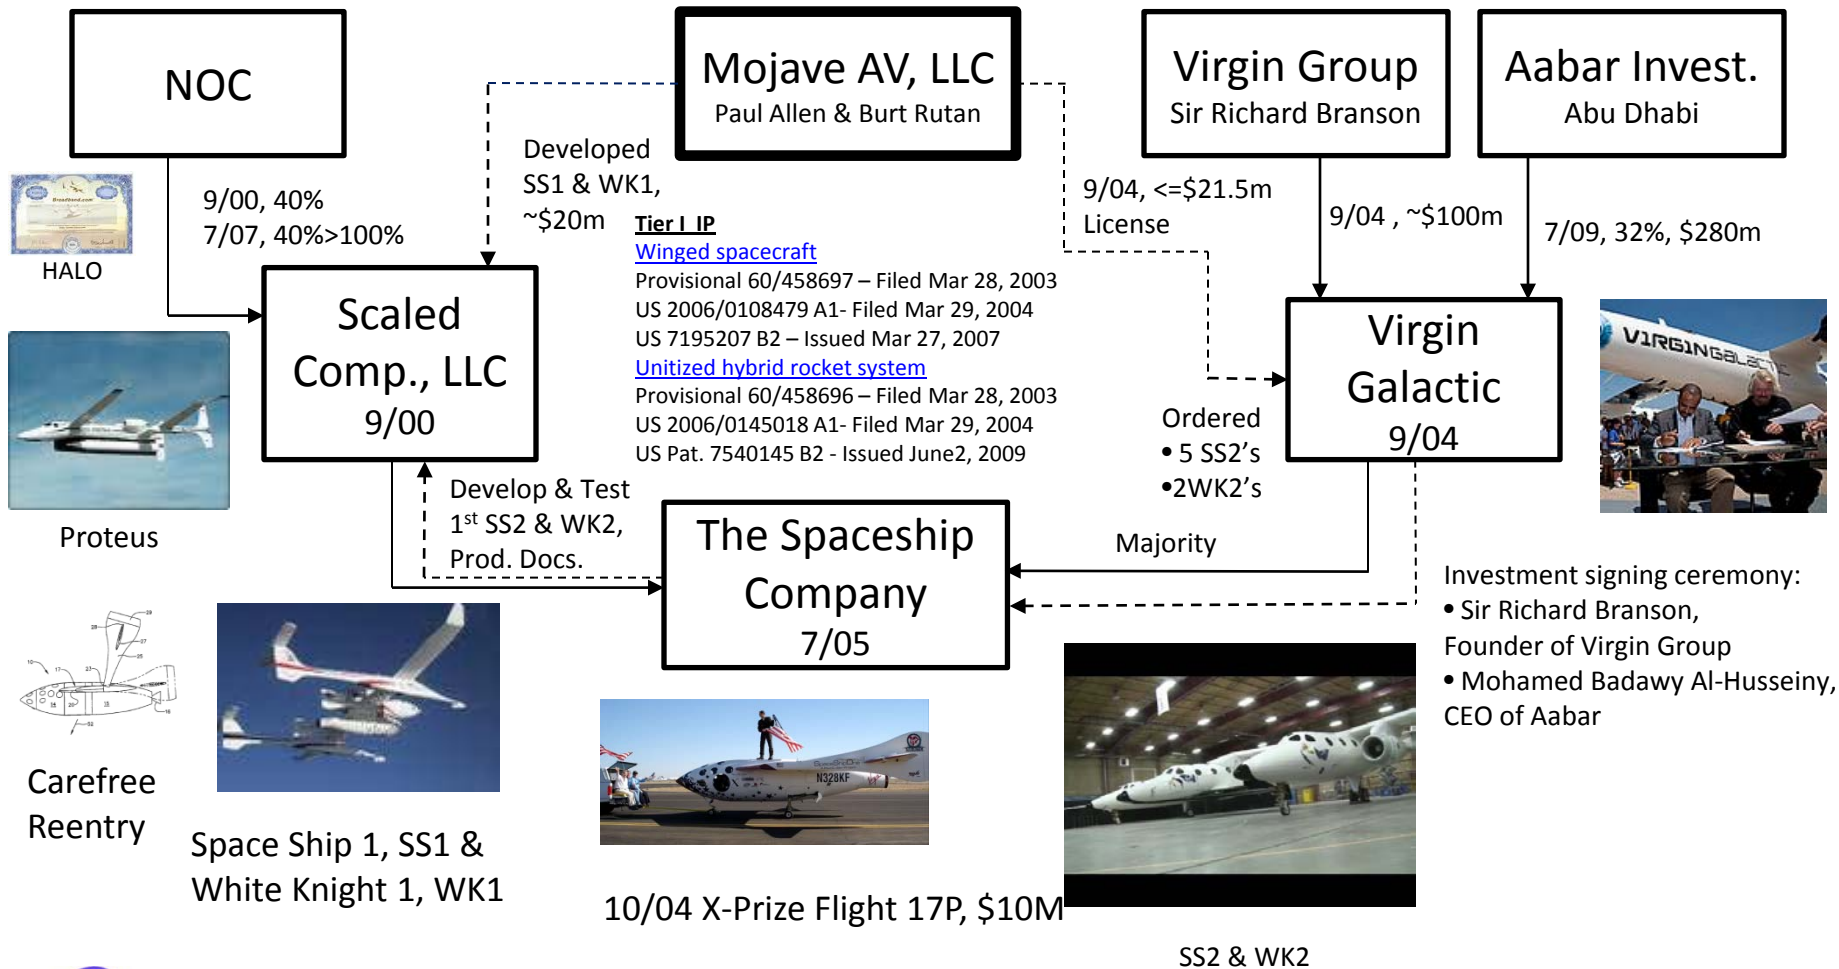 NOC
Mojave AV, LLC
Paul Allen & Burt Rutan
Virgin Group
Sir Richard Branson
Aabar Invest.
Abu Dhabi
Broadband.com
HALO
9/00, 40%
7/07, 40%>100%
Developed
SS1 & WK1,
~$20m
Tier I  IP
Winged spacecraft
Provisional 60/458697 – Filed Mar 28, 2003
US 2006/0108479 A1- Filed Mar 29, 2004
US 7195207 B2 – Issued Mar 27, 2007
Unitized hybrid rocket system
Provisional 60/458696 – Filed Mar 28, 2003
US 2006/0145018 A1- Filed Mar 29, 2004
US Pat. 7540145 B2 - Issued June2, 2009
9/04, <=$21.5m
License
9/04 , ~$100m
7/09, 32%, $280m
Scaled
Comp., LLC
9/00
Virgin
Galactic
9/04
VIRGIN GALACTIC
Ordered
• 5 SS2's
•2WK2's
Proteus
Develop & Test
1st SS2 & WK2,
Prod. Docs.
The Spaceship
Company
7/05
Majority
Investment signing ceremony:
• Sir Richard Branson,
Founder of Virgin Group
• Mohamed Badawy Al-Husseiny,
CEO of Aabar
Carefree
Reentry
Space Ship 1, SS1 &
White Knight 1, WK1
SpaceShipOne
N328KF
10/04 X-Prize Flight 17P, $10M
SS2 & WK2